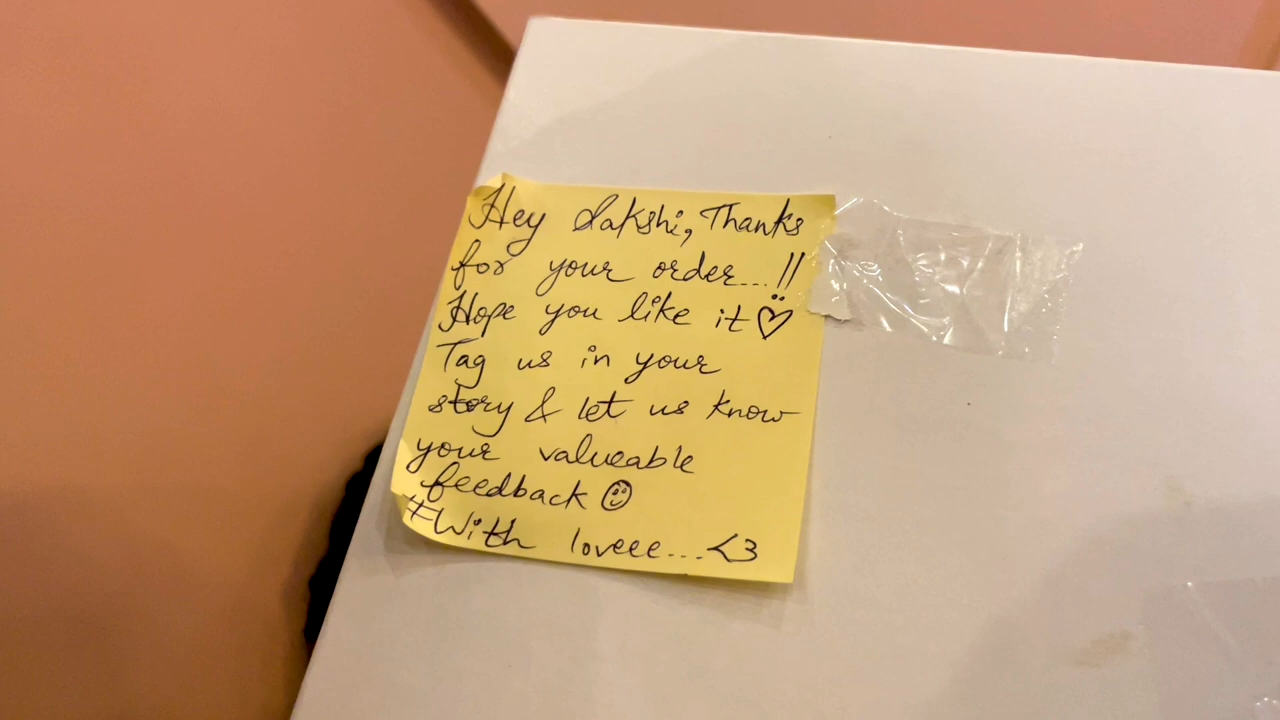 Hey Sakshi, Thanks
for your order...!!
Hope you like it
Tag us in your
story & let us know
your valueable
feedback
#With loveee...<3